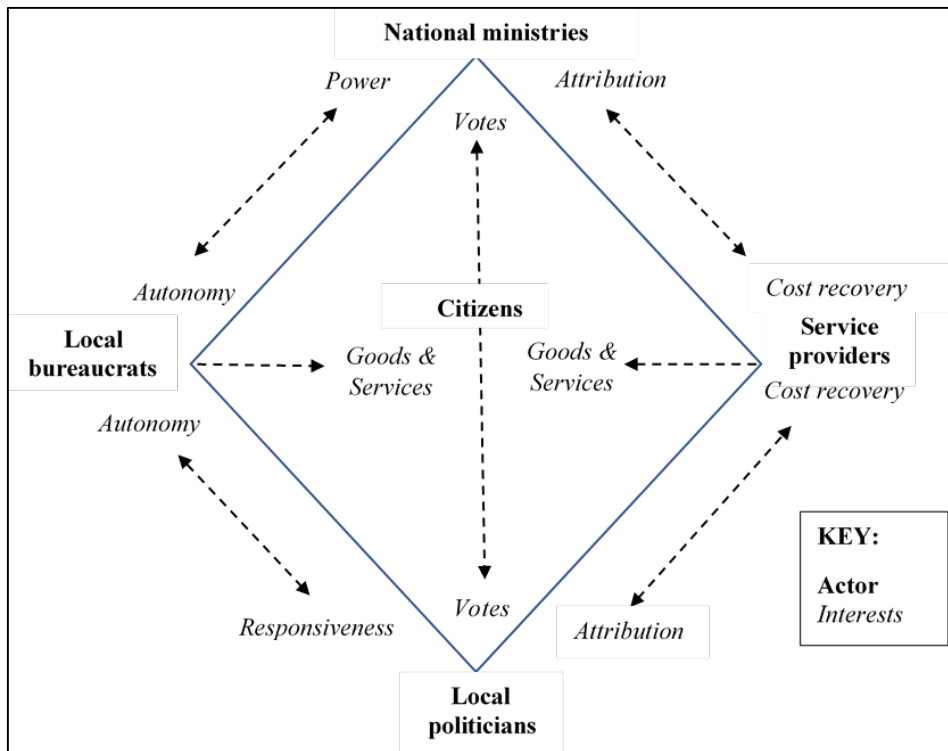 National ministries
Power
Attribution
Votes
Autonomy
Citizens
Cost recovery
Local
bureaucrats
Goods &
Services
Goods &
Services
Service
providers
Autonomy
Cost recovery
KEY:
Actor
Interests
Responsiveness
Votes
Attribution
Local
politicians